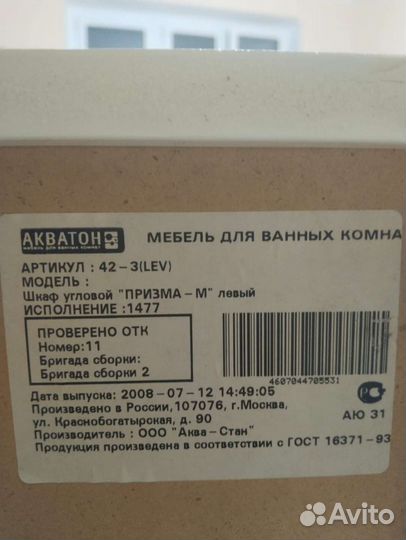 АКВАТОН
МЕБЕЛЬ ДЛЯ ВАННЫХ КОМНАТ
МЕБЕЛЬ ДЛЯ ВАННЫХ КОМНА
АРТИКУЛ : 42-3(LEV)
МОДЕЛЬ :
Шкаф угловой "ПРИЗМА-М" левый
ИСПОЛНЕНИЕ :1477
ПРОВЕРЕНО ОТК
Номер:11
Бригада сборки:
Бригада сборки 2
4607044705531
Дата выпуска: 2008-07-12 14:49:05
Произведено в России,107076, г.Москва,
ул. Краснобогатырская, д. 90
Производитель : ООО "Аква-Стан"
Продукция произведена в соответствии с ГОСТ 16371-93
АЮ 31
Avito